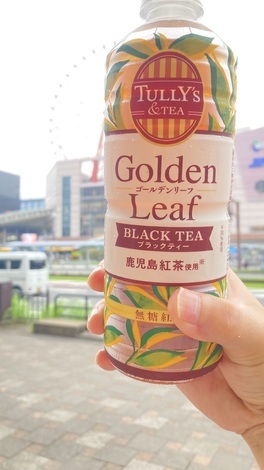 TULLY'S
& TEA
Golden
ゴールデンリーフ
Leaf
BLACK TEA
ブラックティー
鹿児島紅茶使用※
無糖紅